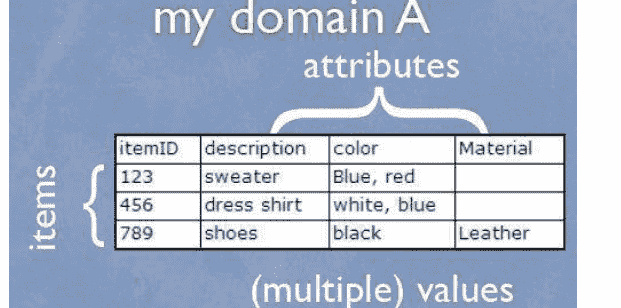 my domain A
attributes
items
itemID description color Material
123 sweater Blue, red
456 dress shirt white, blue
789 shoes black Leather
(multiple) values